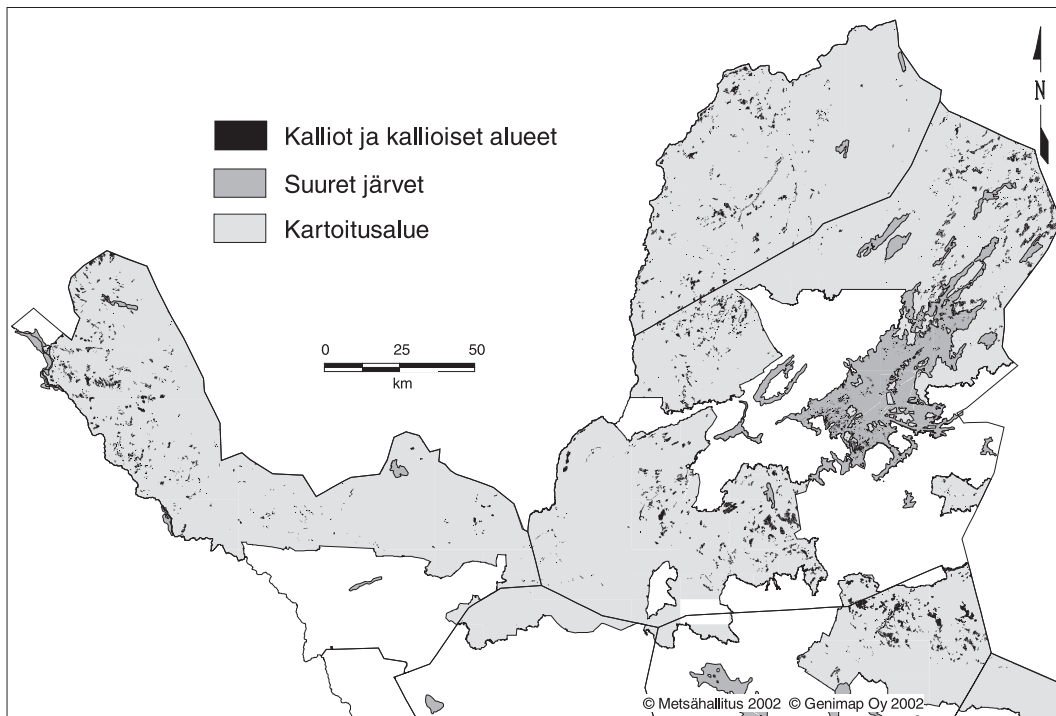 N
Kalliot ja kallioiset alueet
Suuret järvet
Kartoitusalue
0 25 50
km
© Metsähallitus 2002 © Genimap Oy 2002